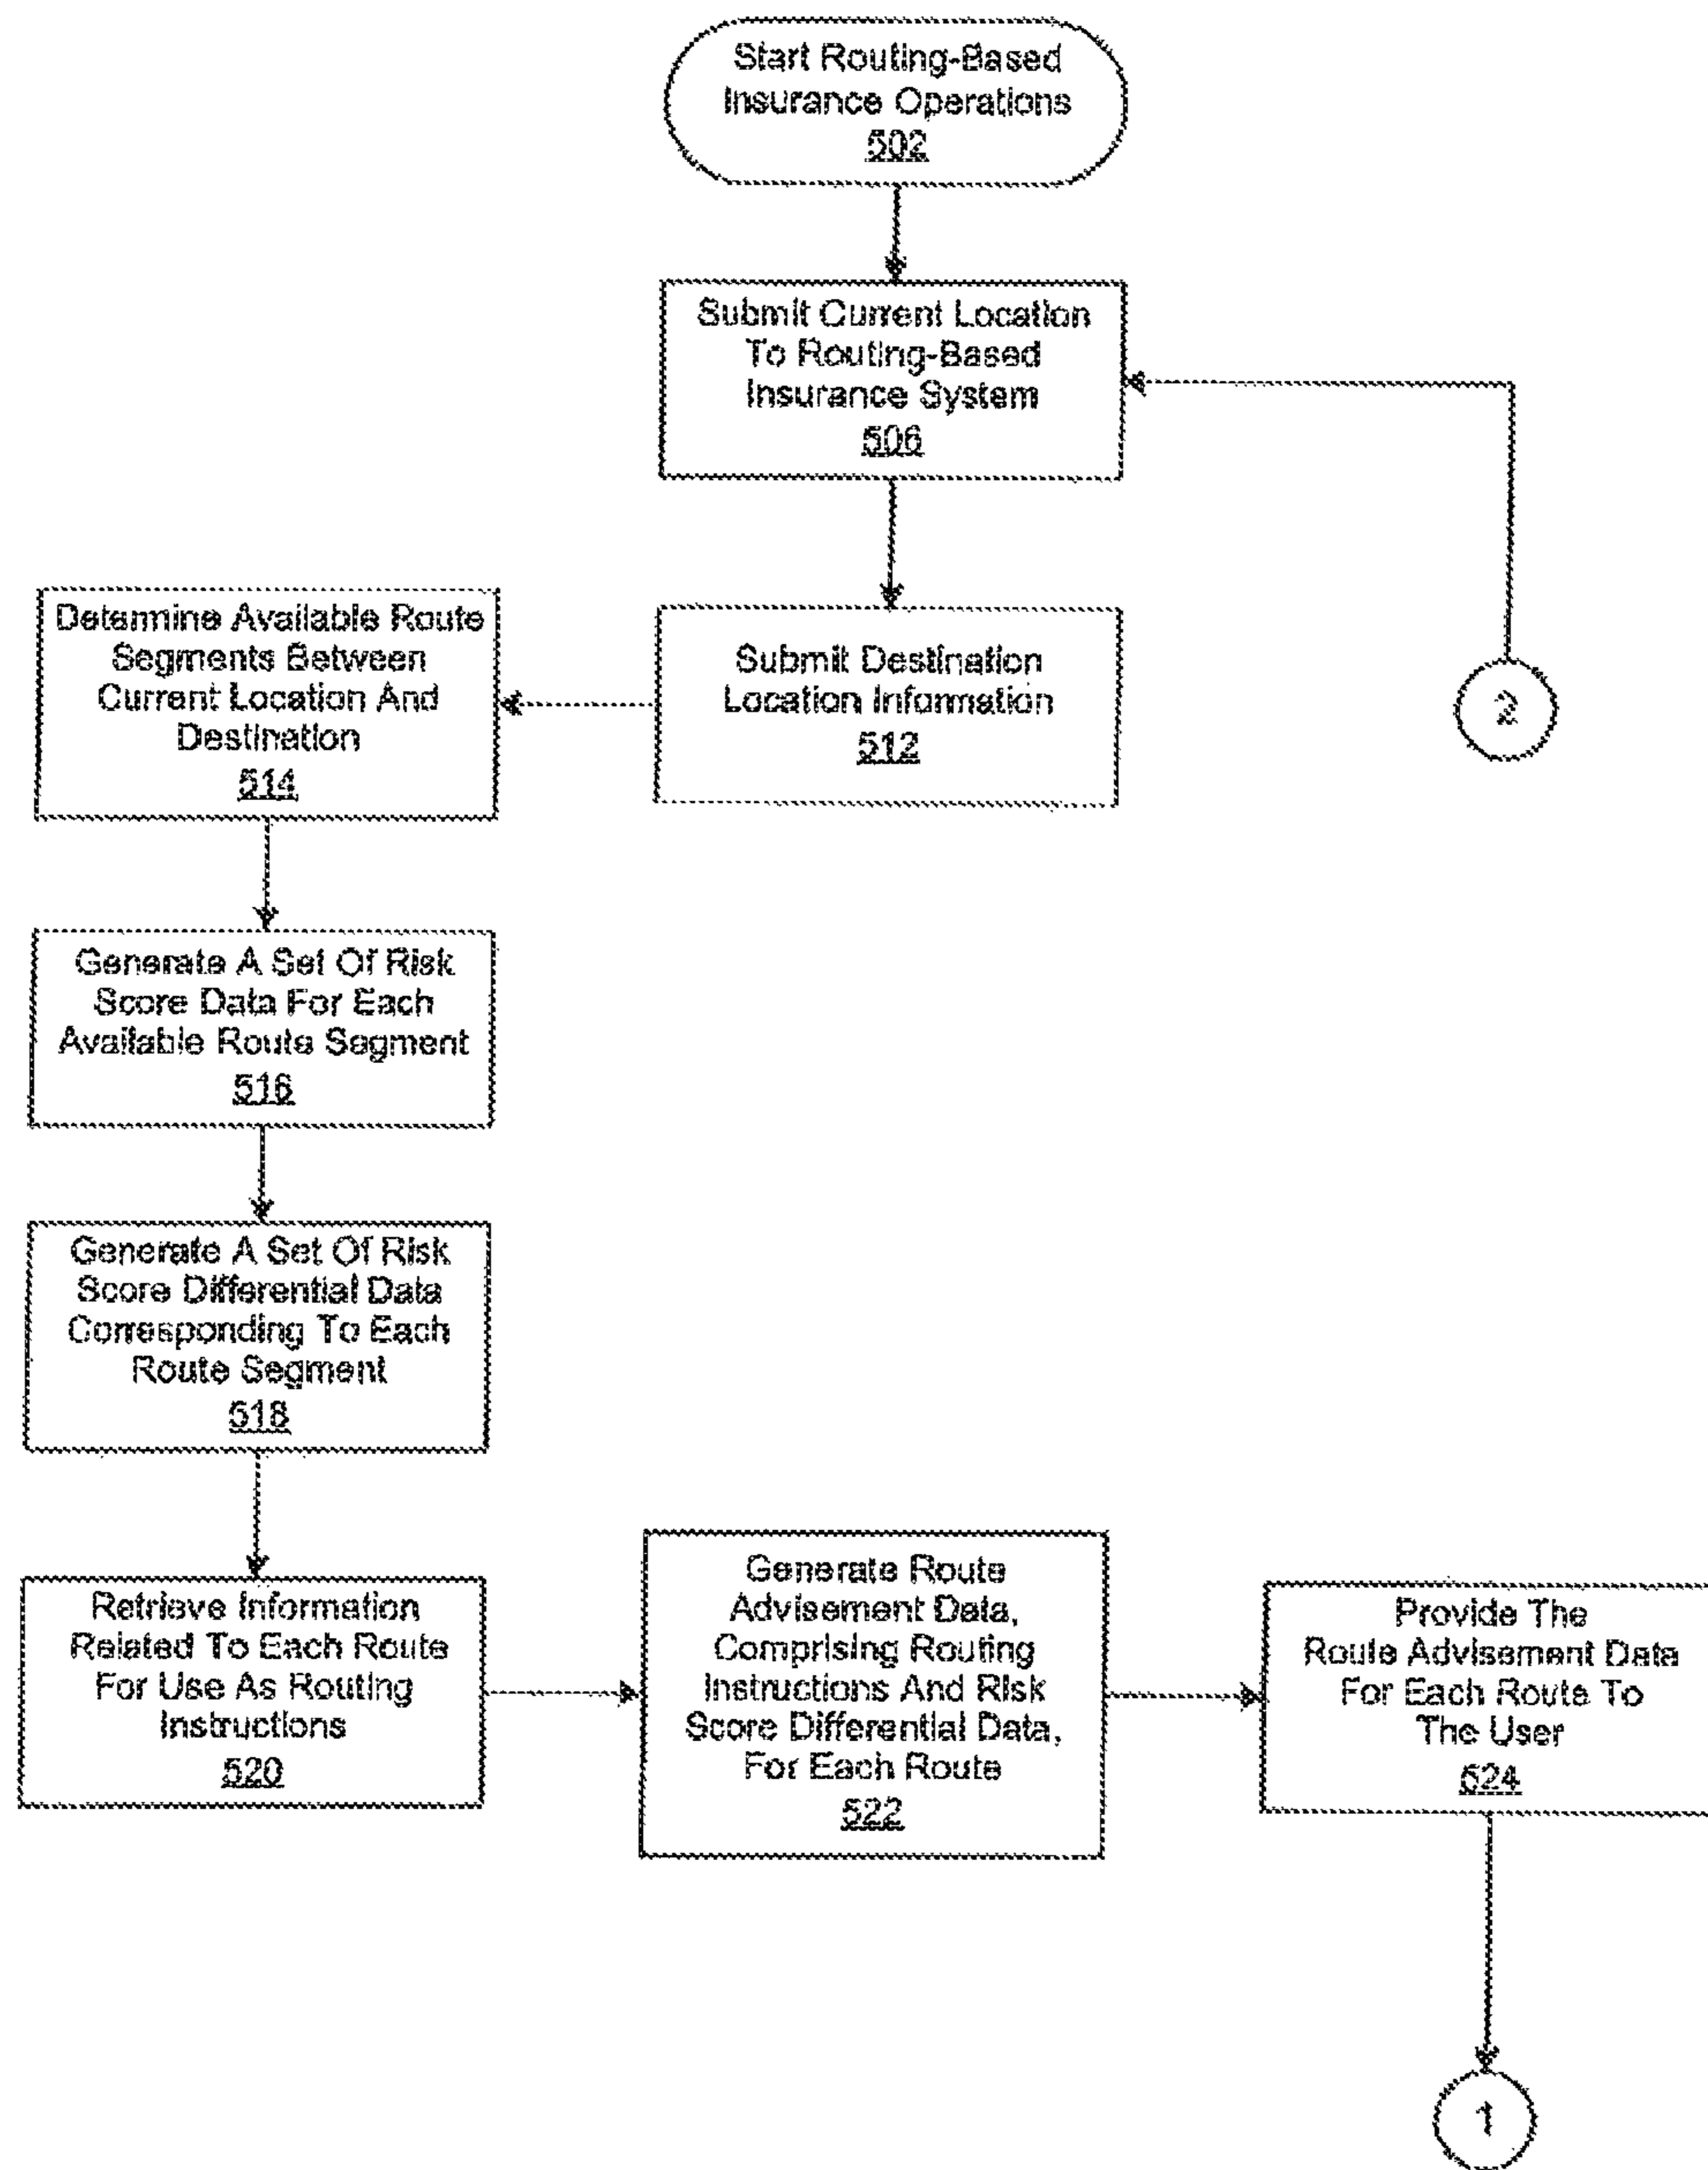 Start Routing-Based
Insurance Operations
502
Submit Current Location
To Routing-Based
Insurance System
506
Submit Destination
Location Information
512
2
Determine Available Route
Segments Between
Current Location And
Destination
514
Generate A Set Of Risk
Score Data For Each
Available Route Segment
516
Generate A Set Of Risk
Score Differential Data
Corresponding To Each
Route Segment
518
Retrieve Information
Related To Each Route
For Use As Routing
Instructions
520
Generate Route
Advisement Data,
Comprising Routing
Instructions And Risk
Score Differential Data,
For Each Route
522
Provide The
Route Advisement Data
For Each Route To
The User
524
1